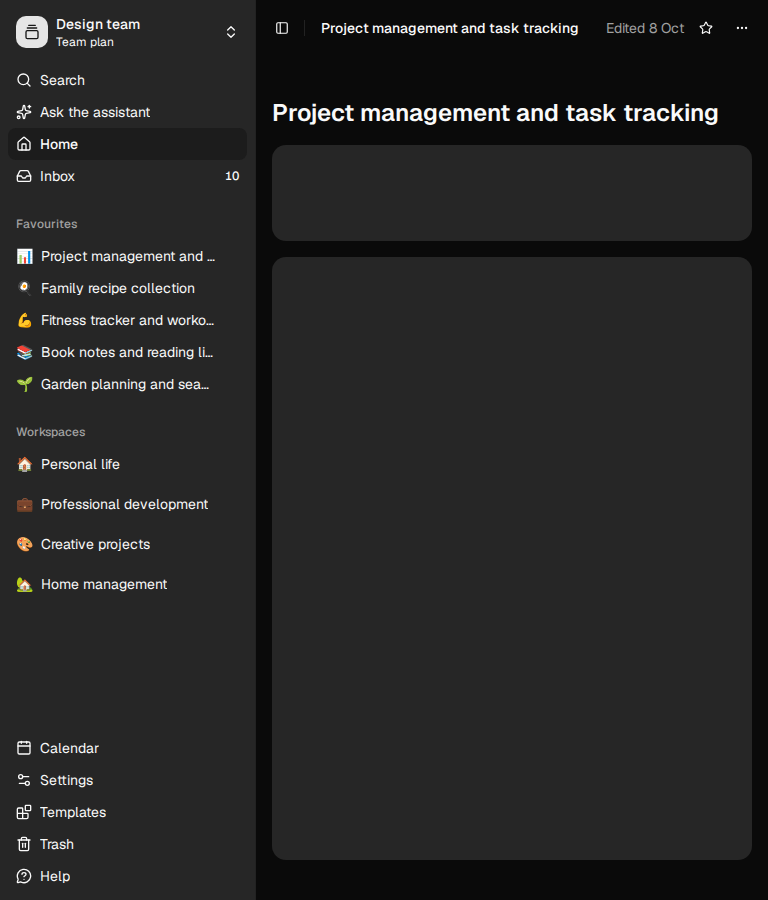 Design team
Team plan
Search
Ask the assistant
Home
Inbox
10
Favourites
Project management and ...
Family recipe collection
Fitness tracker and worko...
Book notes and reading li...
Garden planning and sea...
Workspaces
Personal life
Professional development
Creative projects
Home management
Calendar
Settings
Templates
Trash
Help
Project management and task tracking
Edited 8 Oct
Project management and task tracking